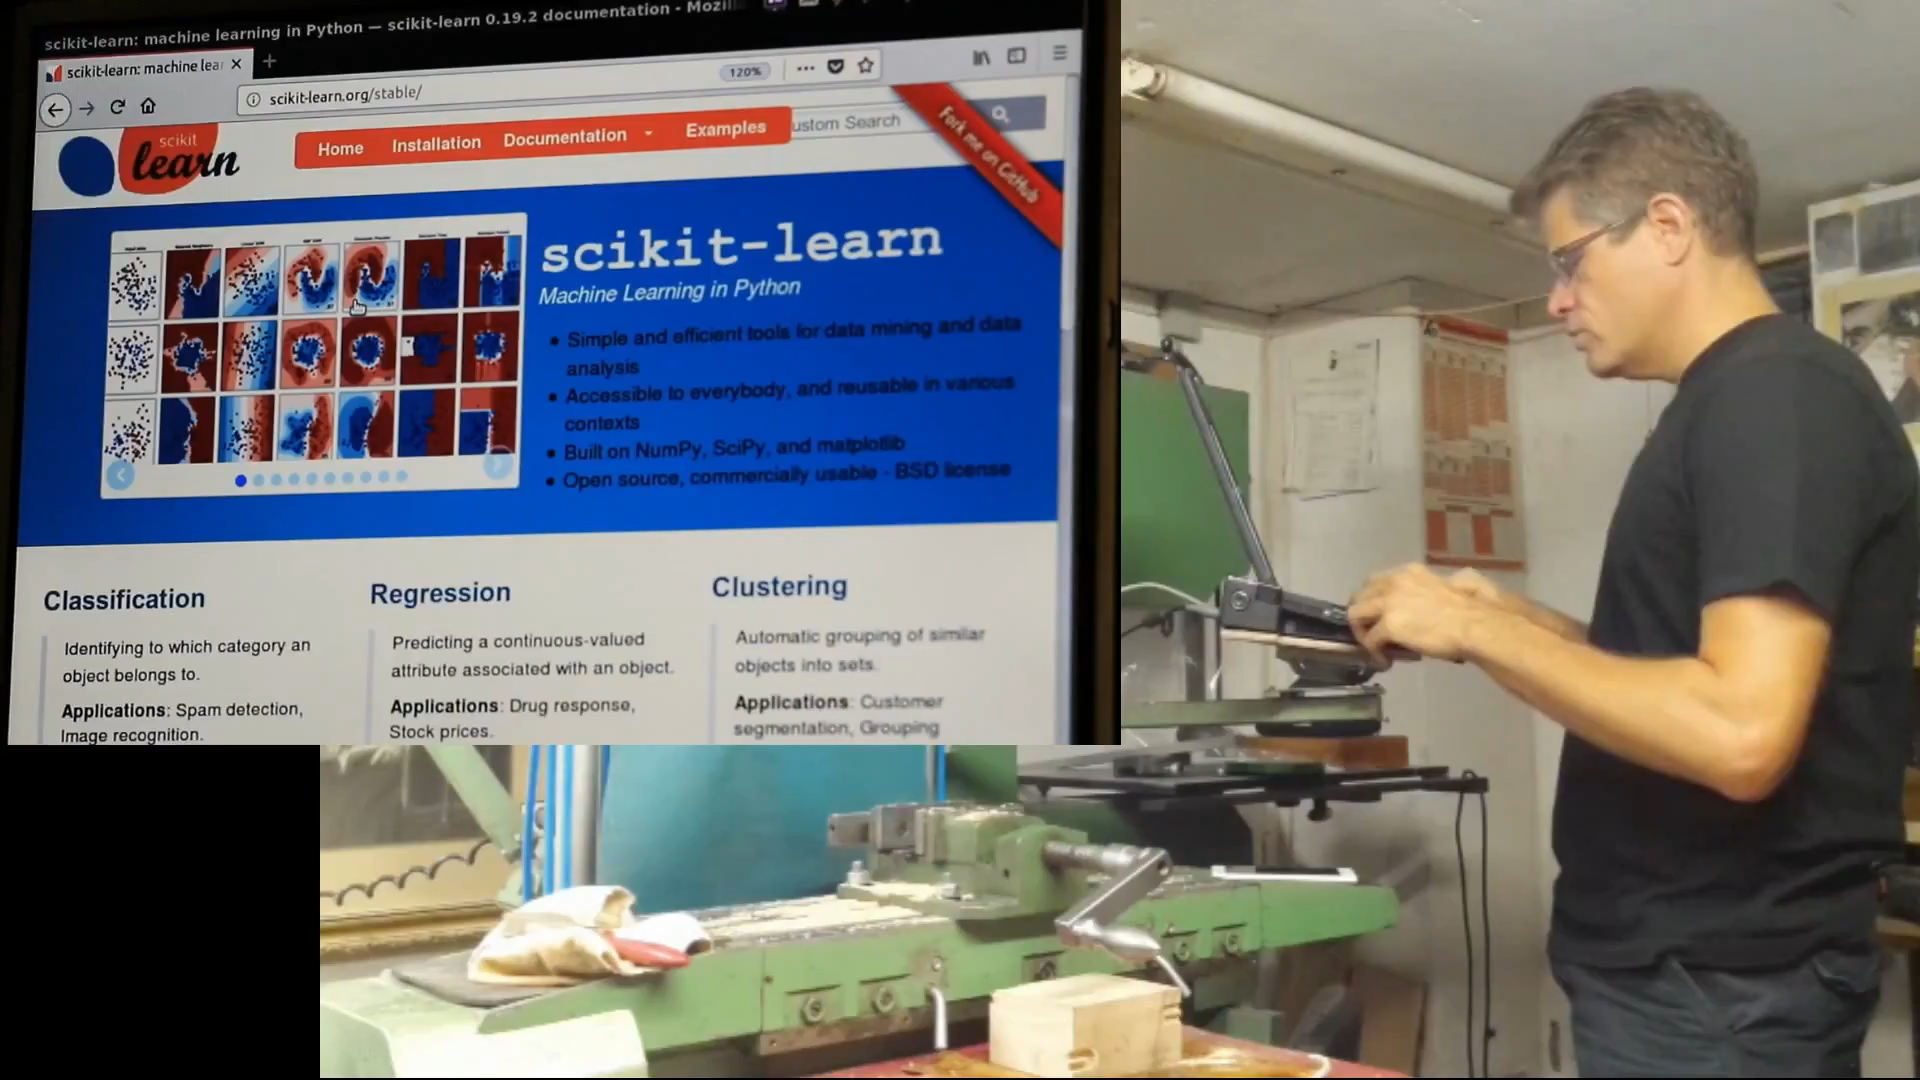 scikit-learn: machine learning in Python — scikit-learn 0.19.2 documentation - Mozil
scikit-learn: machine lear
120%
scikit-learn.org/stable/
scikit
learn
Home Installation Documentation Examples
ustom Search
Fork me on GitHub
scikit-learn
Machine Learning in Python
Simple and efficient tools for data mining and data
analysis
Accessible to everybody, and reusable in various
contexts
Built on NumPy, SciPy, and matplotlib
Open source, commercially usable - BSD license
Classification
Identifying to which category an
object belongs to.
Applications: Spam detection,
Image recognition.
Regression
Predicting a continuous-valued
attribute associated with an object.
Applications: Drug response,
Stock prices.
Clustering
Automatic grouping of similar
objects into sets.
Applications: Customer
segmentation, Grouping